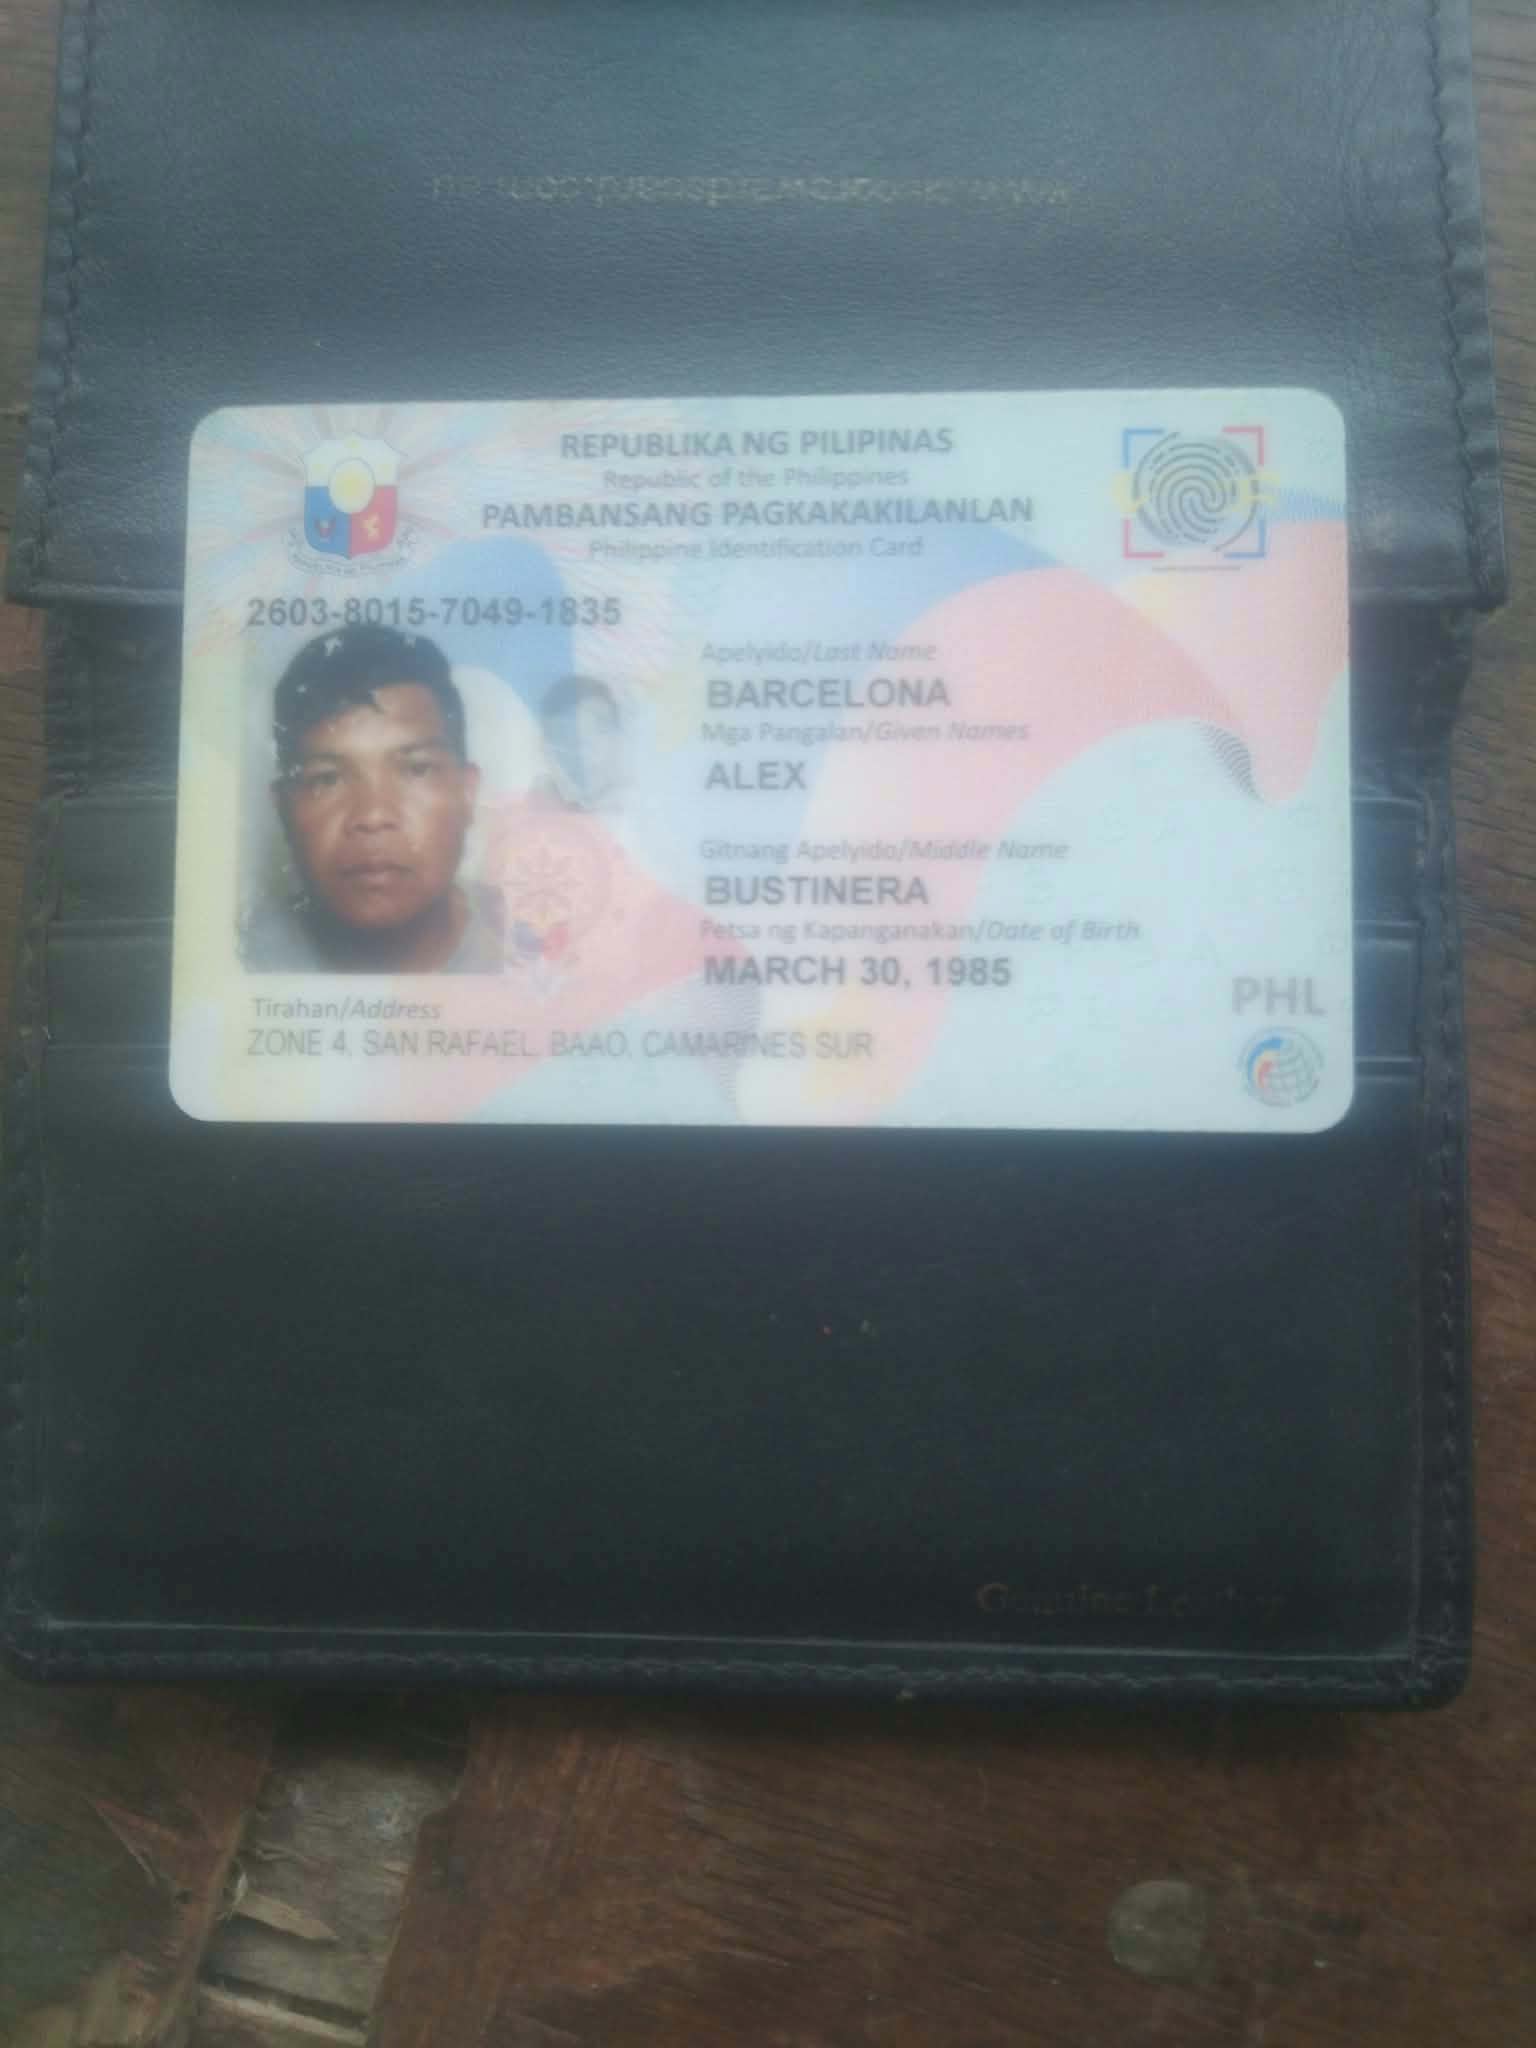 REPUBLIKA NG PILIPINAS
Republic of the Philippines
PAMBANSANG PAGKAKAKILANLAN
Philippine Identification Card
2603-8015-7049-1835
Apelyido/Last Name
BARCELONA
Mga Pangalan/Given Names
ALEX
Gitnang Apelyido/Middle Name
BUSTINERA
Petsa ng Kapanganakan/Date of Birth
MARCH 30, 1985
Tirahan/Address
ZONE 4, SAN RAFAEL, BAAO, CAMARINES SUR
PHL
Genuine Leather